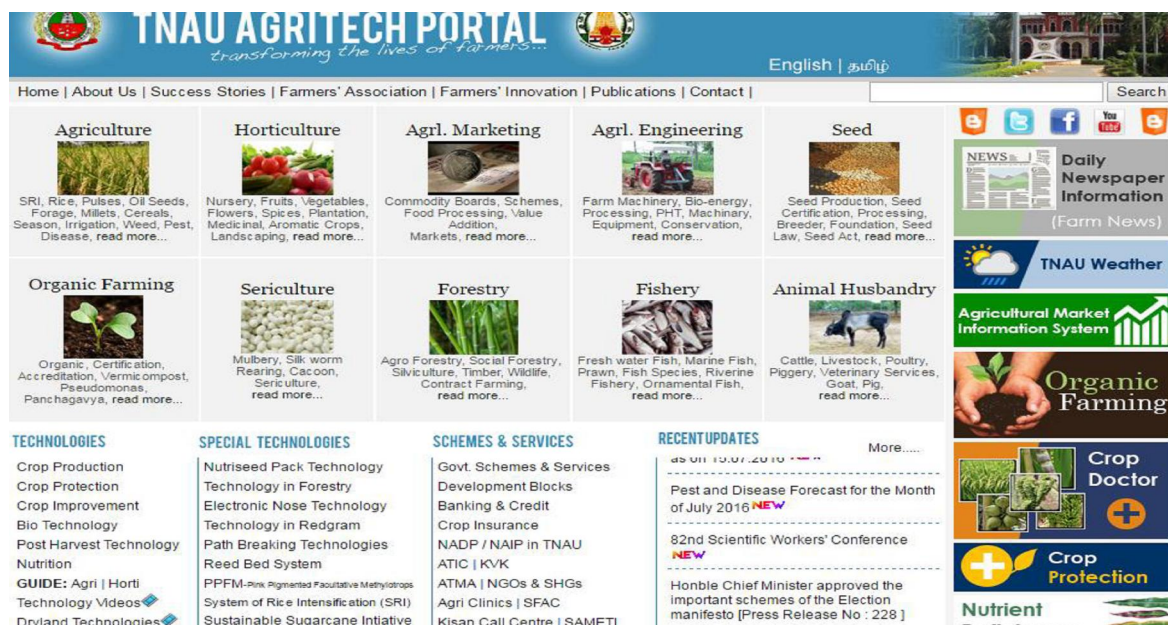 TNAU AGRITECH PORTAL
transforming the lives of farmers...
English | தமிழ்
Home | About Us | Success Stories | Farmers' Association | Farmers' Innovation | Publications | Contact |
Search
Agriculture
SRI, Rice, Pulses, Oil Seeds,
Forage, Millets, Cereals,
Season, Irrigation, Weed, Pest,
Disease, read more...
Horticulture
Nursery, Fruits, Vegetables,
Flowers, Spices, Plantation,
Medicinal, Aromatic Crops,
Landscaping, read more...
Agrl. Marketing
Commodity Boards, Schemes,
Food Processing, Value
Addition,
Markets, read more...
Agrl. Engineering
Farm Machinery, Bio-energy,
Processing, PHT, Machinary,
Equipment, Conservation,
read more...
Seed
Seed Production, Seed
Certification, Processing,
Breeder, Foundation, Seed
Law, Seed Act, read more...
Organic Farming
Organic, Certification,
Accreditation, Vermicompost,
Pseudomonas,
Panchagavya, read more...
Sericulture
Mulbery, Silk worm
Rearing, Cacoon,
Sericulture,
read more...
Forestry
Agro Forestry, Social Forestry,
Silviculture, Timber, Wildlife,
Contract Farming,
read more...
Fishery
Fresh water Fish, Marine Fish,
Prawn, Fish Species, Riverine
Fishery, Ornamental Fish,
read more...
Animal Husbandry
Cattle, Livestock, Poultry,
Piggery, Veterinary Services,
Goat, Pig,
read more...
TECHNOLOGIES
Crop Production
Crop Protection
Crop Improvement
Bio Technology
Post Harvest Technology
Nutrition
GUIDE: Agri | Horti
Technology Videos
Dryland Technologies
SPECIAL TECHNOLOGIES
Nutriseed Pack Technology
Technology in Forestry
Electronic Nose Technology
Technology in Redgram
Path Breaking Technologies
Reed Bed System
PPFM-Pink Pigmented Facultative Methylotrops
System of Rice Intensification (SRI)
Sustainable Sugarcane Intiative
SCHEMES & SERVICES
Govt. Schemes & Services
Development Blocks
Banking & Credit
Crop Insurance
NADP / NAIP in TNAU
ATIC | KVK
ATMA | NGOs & SHGs
Agri Clinics | SFAC
Kisan Call Centre | SAMETI
RECENT UPDATES
More.....
as on 15.07.2016
Pest and Disease Forecast for the Month
of July 2016 NEW
82nd Scientific Workers' Conference
NEW
Honble Chief Minister approved the
important schemes of the Election
manifesto [Press Release No : 228 ]
You
Tube
NEWS
Daily
Newspaper
Information
(Farm News)
TNAU Weather
Agricultural Market
Information System
Organic
Farming
Crop
Doctor
Crop
Protection
Nutrient